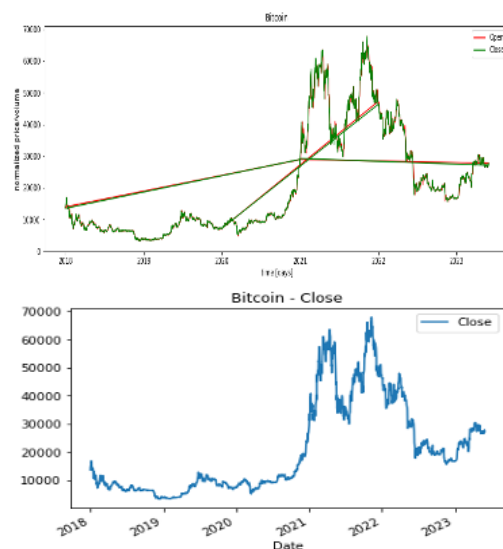 Bitcoin
70000
Open
Close
60000
50000
40000
30000
20000
10000
0
normalized price/volume
2018 2019 2020 2021 2022 2023
time[days]
Bitcoin - Close
70000
Close
60000
50000
40000
30000
20000
10000
2018 2019 2020 2021 2022 2023
Date